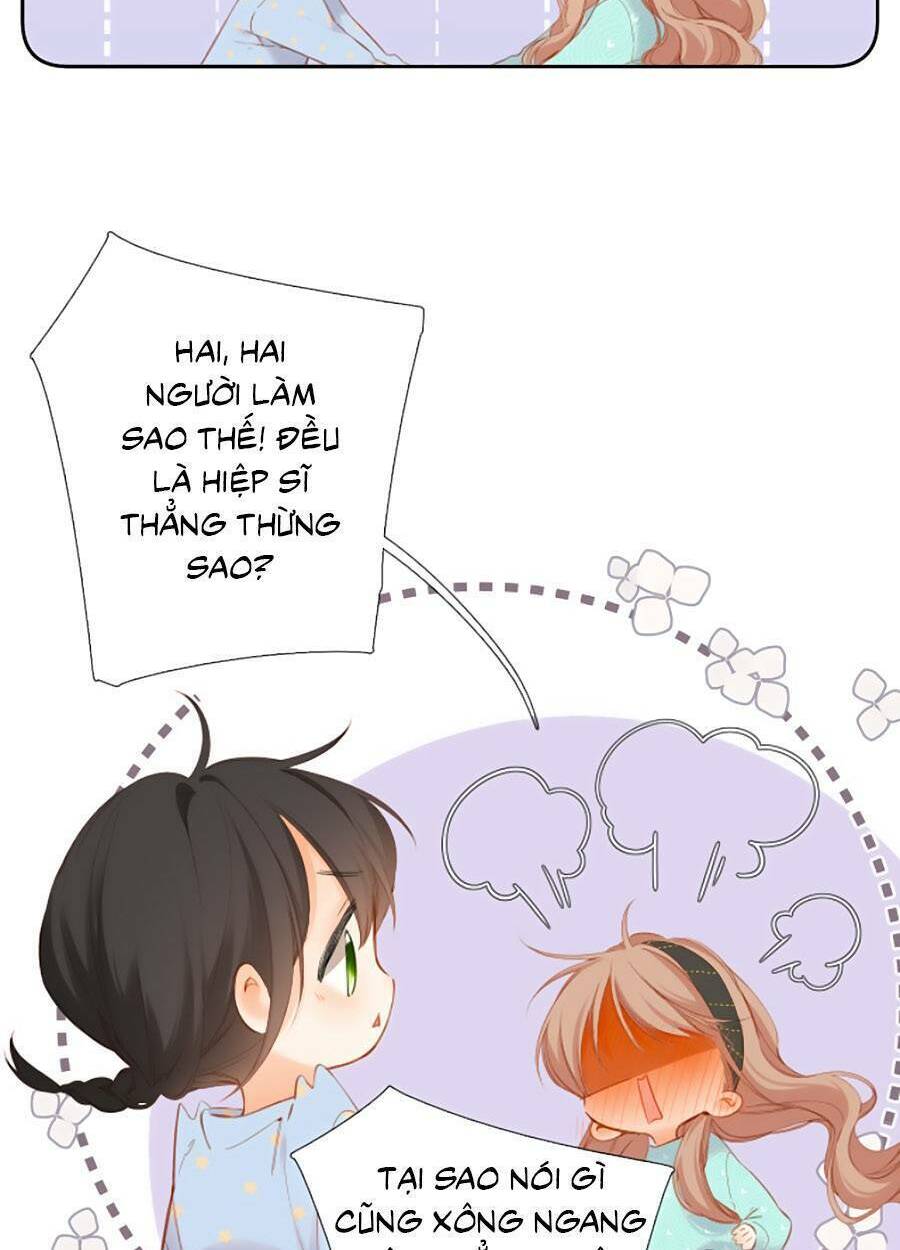 HAI, HAI
NGƯỜI LÀM
SAO THẾ! ĐỀU
LÀ HIỆP SĨ
THẲNG THỪNG
SAO?
TẠI SAO NÓI GÌ
CŨNG XÔNG NGANG